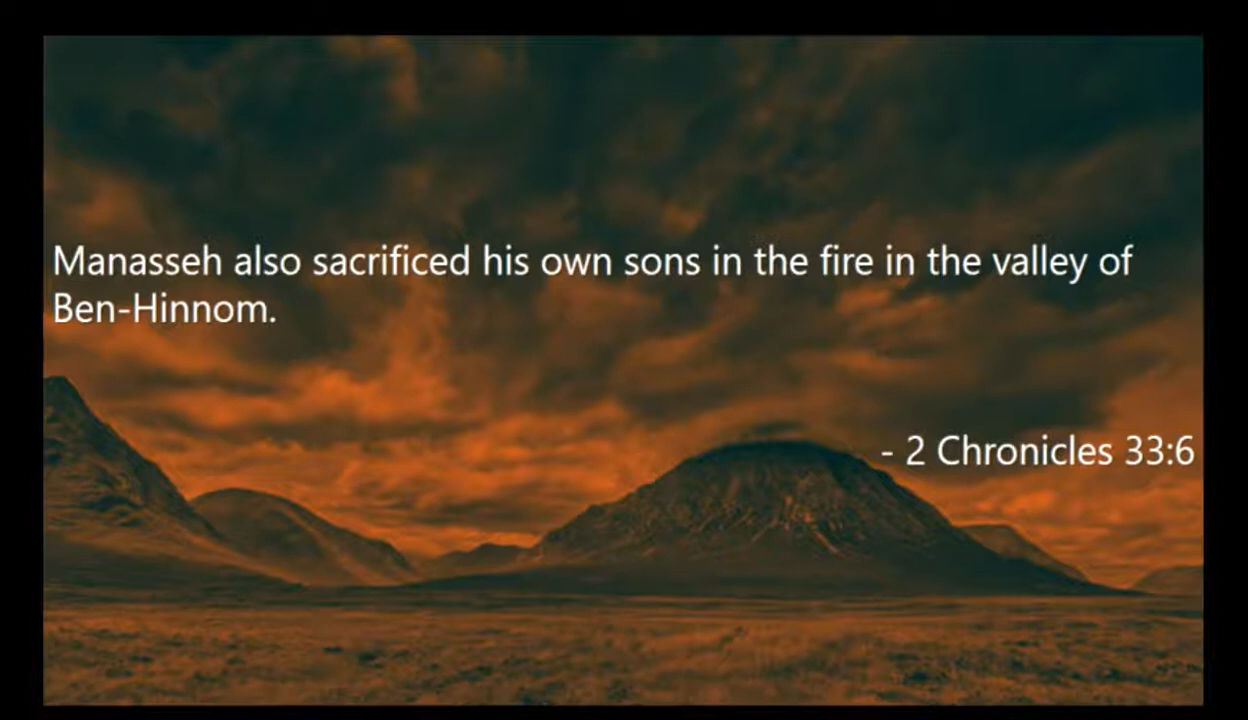 Manasseh also sacrificed his own sons in the fire in the valley of
Ben-Hinnom.
- 2 Chronicles 33:6